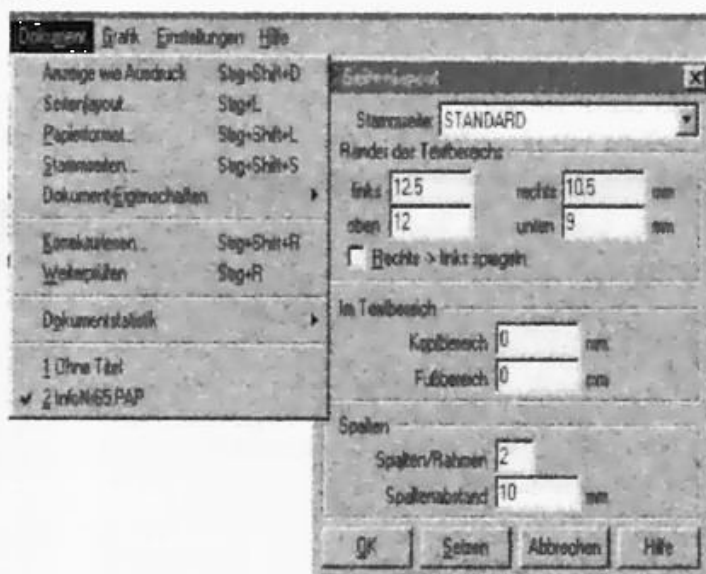 Dokument Grafik Einstellungen Hilfe
Anzeige wie Ausdruck Strg+Shift+D
Seitenlayout... Strg+L
Papierformat... Strg+Shift+L
Stammseiten... Strg+Shift+S
Dokument-Eigenschaften
Korrekturlesen... Strg+Shift+R
Weiterprüfen Strg+R
Dokumentstatistik
1 Ohne Titel
2 InfoNr65.PAP
Seitenlayout
Stammseite: STANDARD
Ränder des Textbereichs
links 12.5 rechts 10.5 mm
oben 12 unten 9 mm
Rechts -> links spiegeln
Im Textbereich
Kopfbereich 0 mm
Fußbereich 0 mm
Spalten
Spalten/Rahmen 2
Spaltenabstand 10 mm
OK Setzen Abbrechen Hilfe